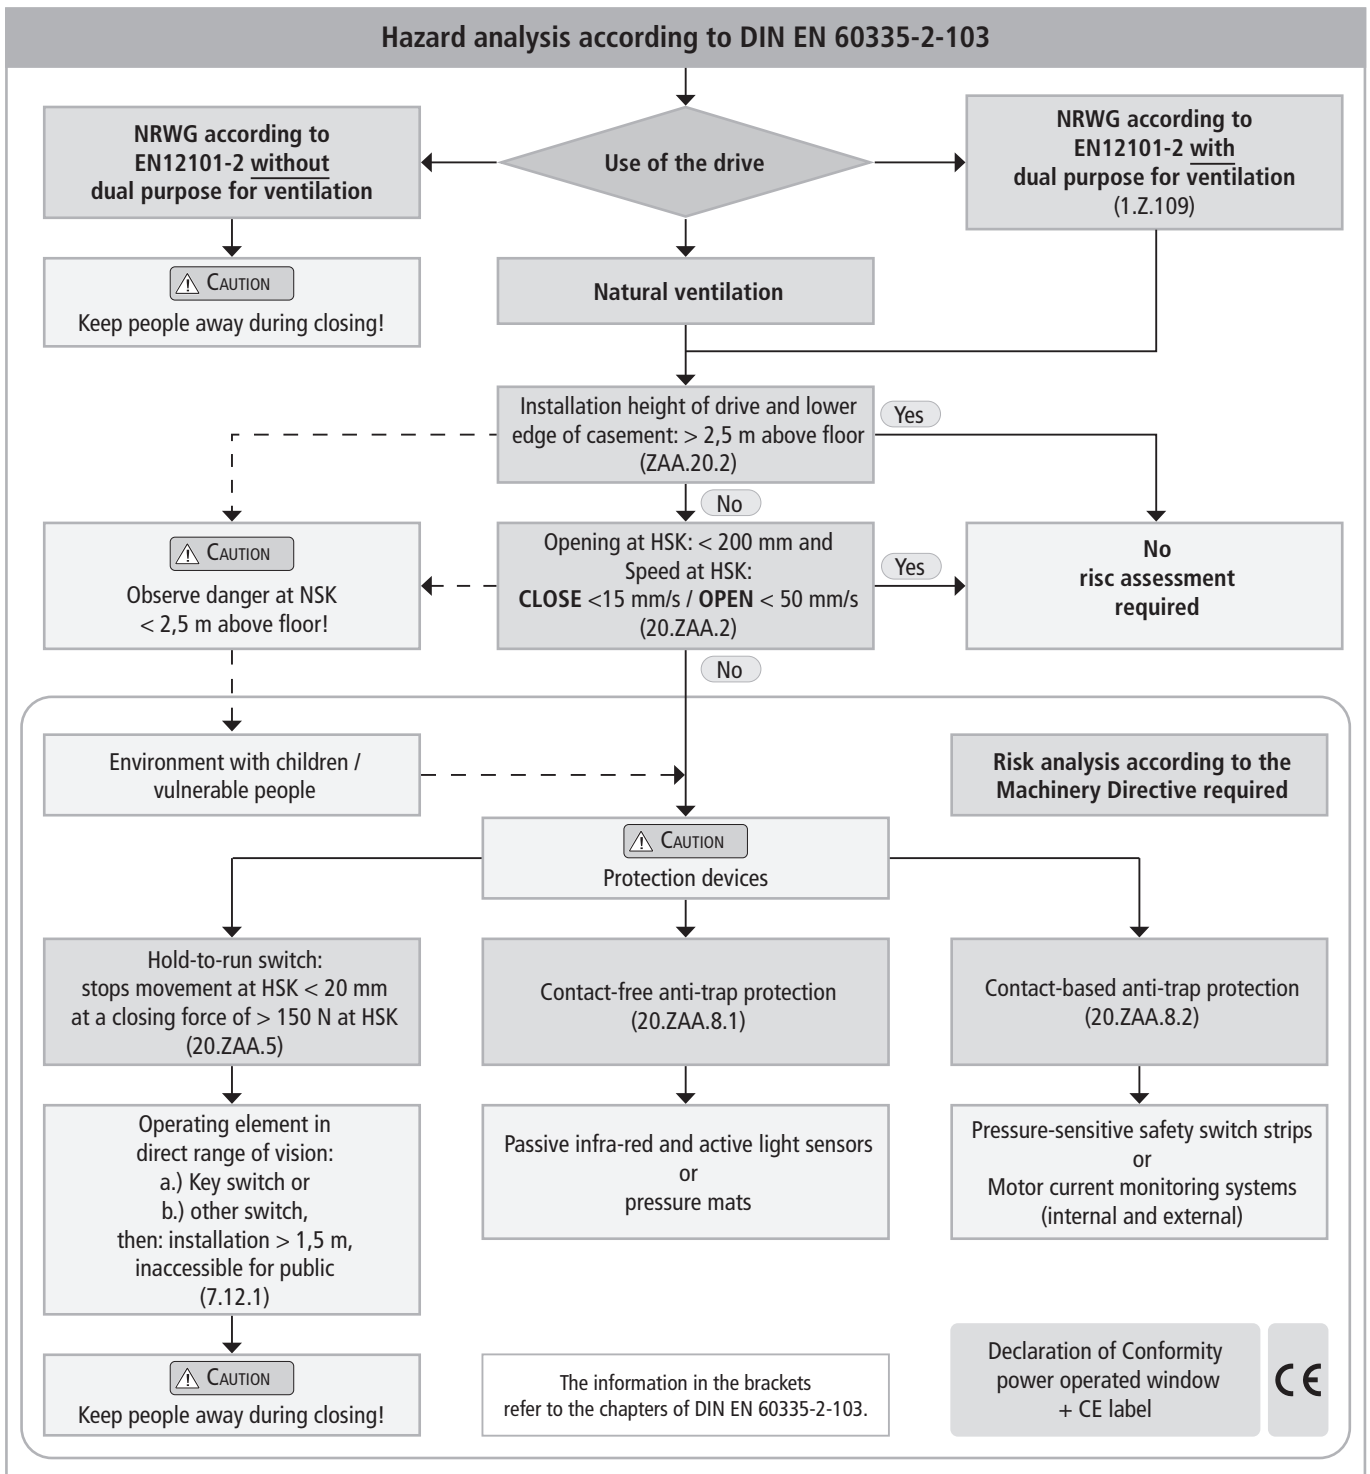 Hazard analysis according to DIN EN 60335-2-103
NRWG according to
EN12101-2 without
dual purpose for ventilation
Use of the drive
NRWG according to
EN12101-2 with
dual purpose for ventilation
(1.Z.109)
CAUTION
Keep people away during closing!
Natural ventilation
Installation height of drive and lower
edge of casement: > 2,5 m above floor
(ZAA.20.2)
Yes
No
CAUTION
Observe danger at NSK
< 2,5 m above floor!
Opening at HSK: < 200 mm and
Speed at HSK:
CLOSE <15 mm/s / OPEN < 50 mm/s
(20.ZAA.2)
Yes
No
risc assessment
required
No
Environment with children /
vulnerable people
Risk analysis according to the
Machinery Directive required
CAUTION
Protection devices
Hold-to-run switch:
stops movement at HSK < 20 mm
at a closing force of > 150 N at HSK
(20.ZAA.5)
Contact-free anti-trap protection
(20.ZAA.8.1)
Contact-based anti-trap protection
(20.ZAA.8.2)
Operating element in
direct range of vision:
a.) Key switch or
b.) other switch,
then: installation > 1,5 m,
inaccessible for public
(7.12.1)
Passive infra-red and active light sensors
or
pressure mats
Pressure-sensitive safety switch strips
or
Motor current monitoring systems
(internal and external)
CAUTION
Keep people away during closing!
The information in the brackets
refer to the chapters of DIN EN 60335-2-103.
Declaration of Conformity
power operated window
+ CE label
CE